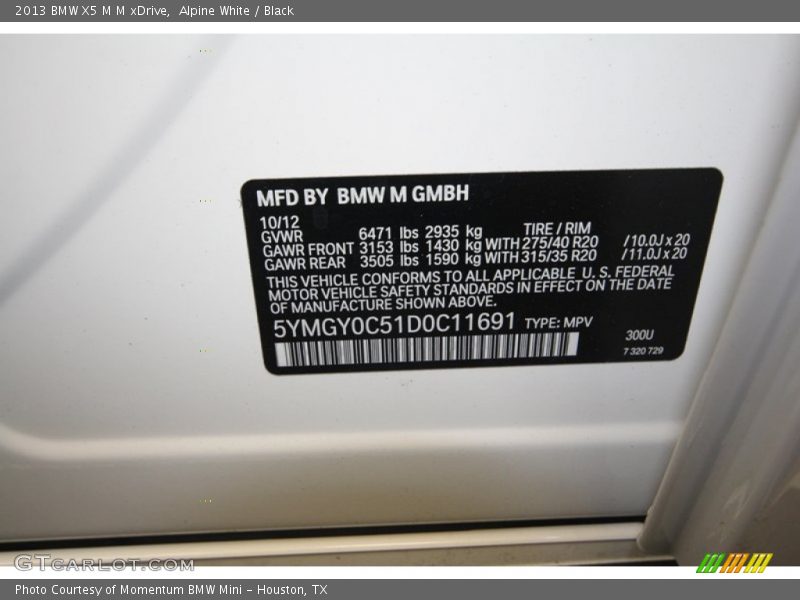 2013 BMW X5 M M xDrive,  Alpine White / Black
MFD BY BMW M GMBH
10/12
GVWR 6471 lbs 2935 kg TIRE / RIM
GAWR FRONT 3153 lbs 1430 kg WITH 275/40 R20 /10.0J x 20
GAWR REAR 3505 lbs 1590 kg WITH 315/35 R20 /11.0J x 20
THIS VEHICLE CONFORMS TO ALL APPLICABLE U.S. FEDERAL
MOTOR VEHICLE SAFETY STANDARDS IN EFFECT ON THE DATE
OF MANUFACTURE SHOWN ABOVE.
5YMGY0C51D0C11691 TYPE: MPV
300U
7 320 729
GTCARLOT.COM
Photo Courtesy of Momentum BMW Mini - Houston, TX